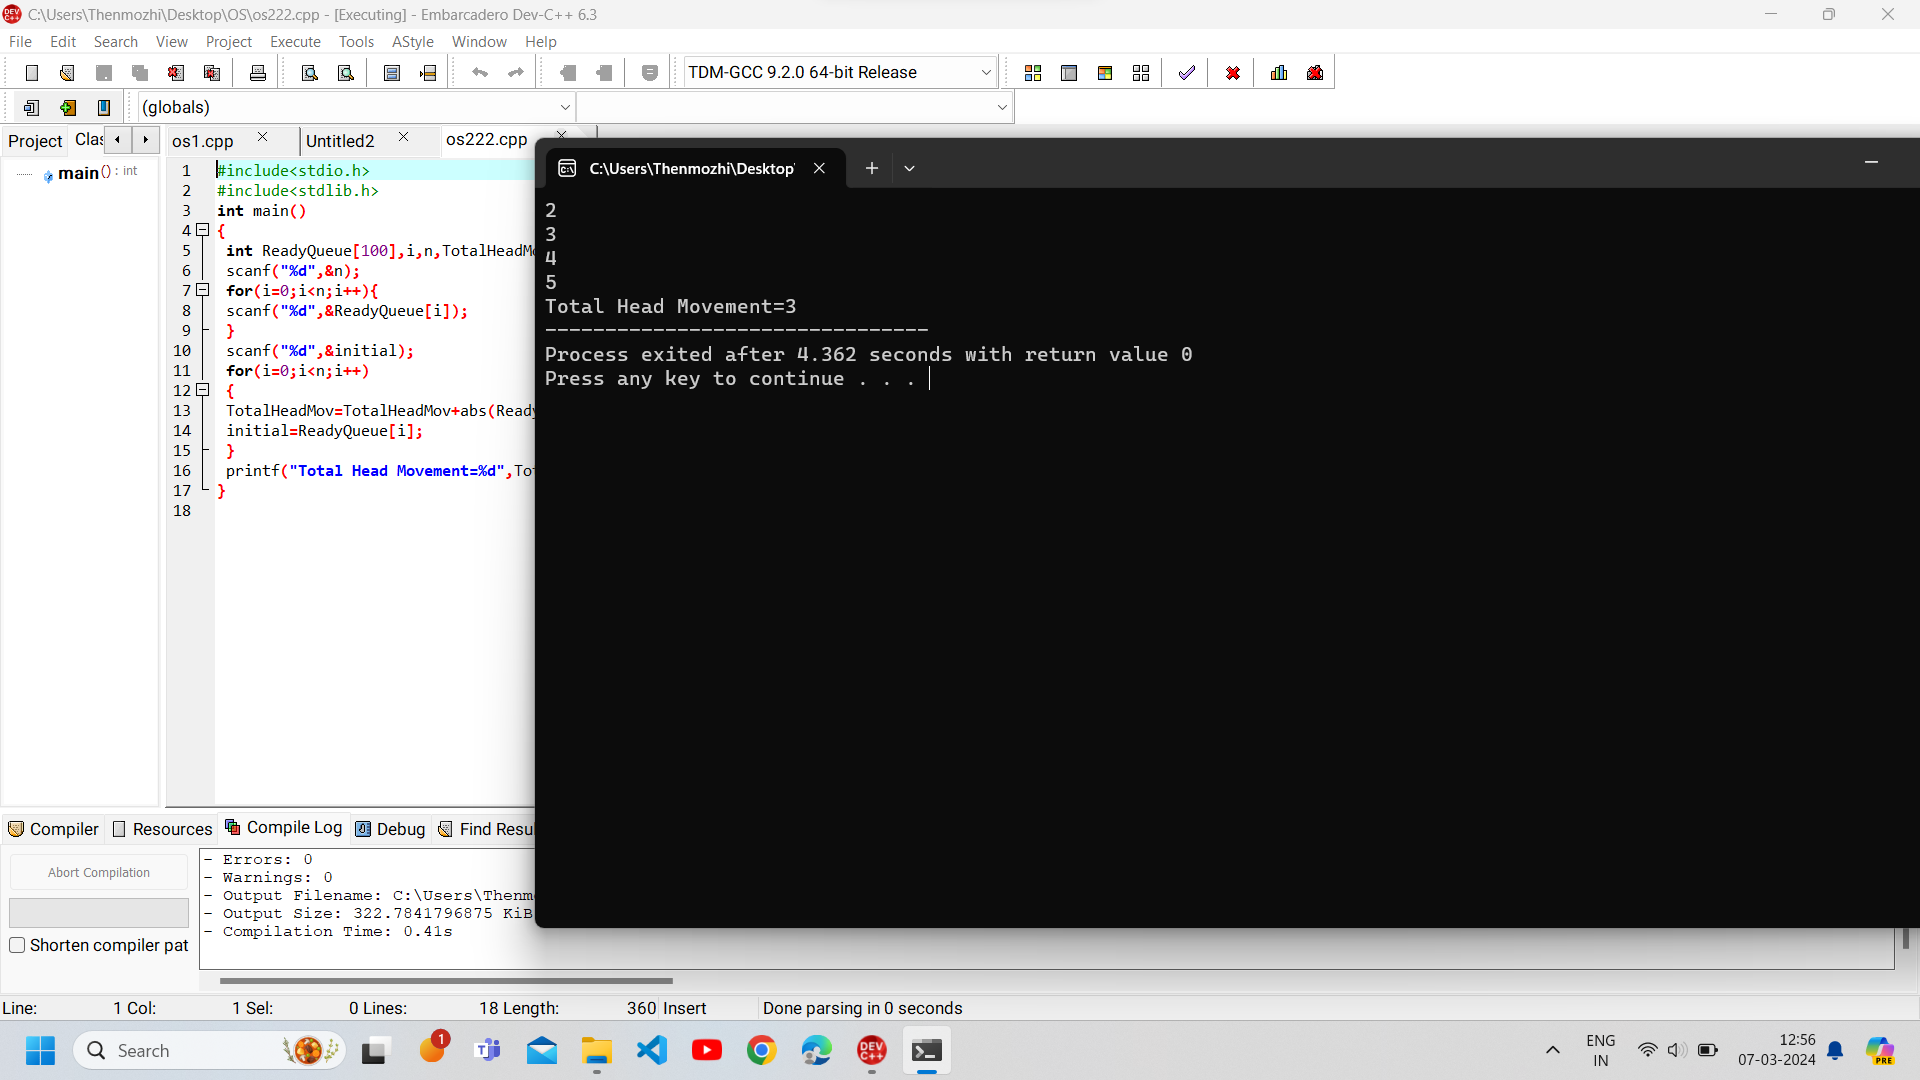 C:\Users\Thenmozhi\Desktop\OS\os222.cpp - [Executing] - Embarcadero Dev-C++ 6.3
File Edit Search View Project Execute Tools AStyle Window Help
TDM-GCC 9.2.0 64-bit Release
(globals)
Project Clas os1.cpp Untitled2 os222.cpp
main() : int
1 #include<stdio.h>
2 #include<stdlib.h>
3 int main()
4 {
5 int ReadyQueue[100],i,n,TotalHeadMo
6 scanf("%d",&n);
7 for(i=0;i<n;i++){
8 scanf("%d",&ReadyQueue[i]);
9 }
10 scanf("%d",&initial);
11 for(i=0;i<n;i++)
12 {
13 TotalHeadMov=TotalHeadMov+abs(Ready
14 initial=ReadyQueue[i];
15 }
16 printf("Total Head Movement=%d",Tot
17 }
18
C:\Users\Thenmozhi\Desktop'
2
3
4
5
Total Head Movement=3
--------------------------------
Process exited after 4.362 seconds with return value 0
Press any key to continue . . .
Compiler Resources Compile Log Debug Find Resul
Abort Compilation
Shorten compiler pat
- Errors: 0
- Warnings: 0
- Output Filename: C:\Users\Thenmo
- Output Size: 322.7841796875 KiB
- Compilation Time: 0.41s
Line: 1 Col: 1 Sel: 0 Lines: 18 Length: 360 Insert Done parsing in 0 seconds
Search
1
DEV C++
ENG
IN
12:56
07-03-2024
PRE